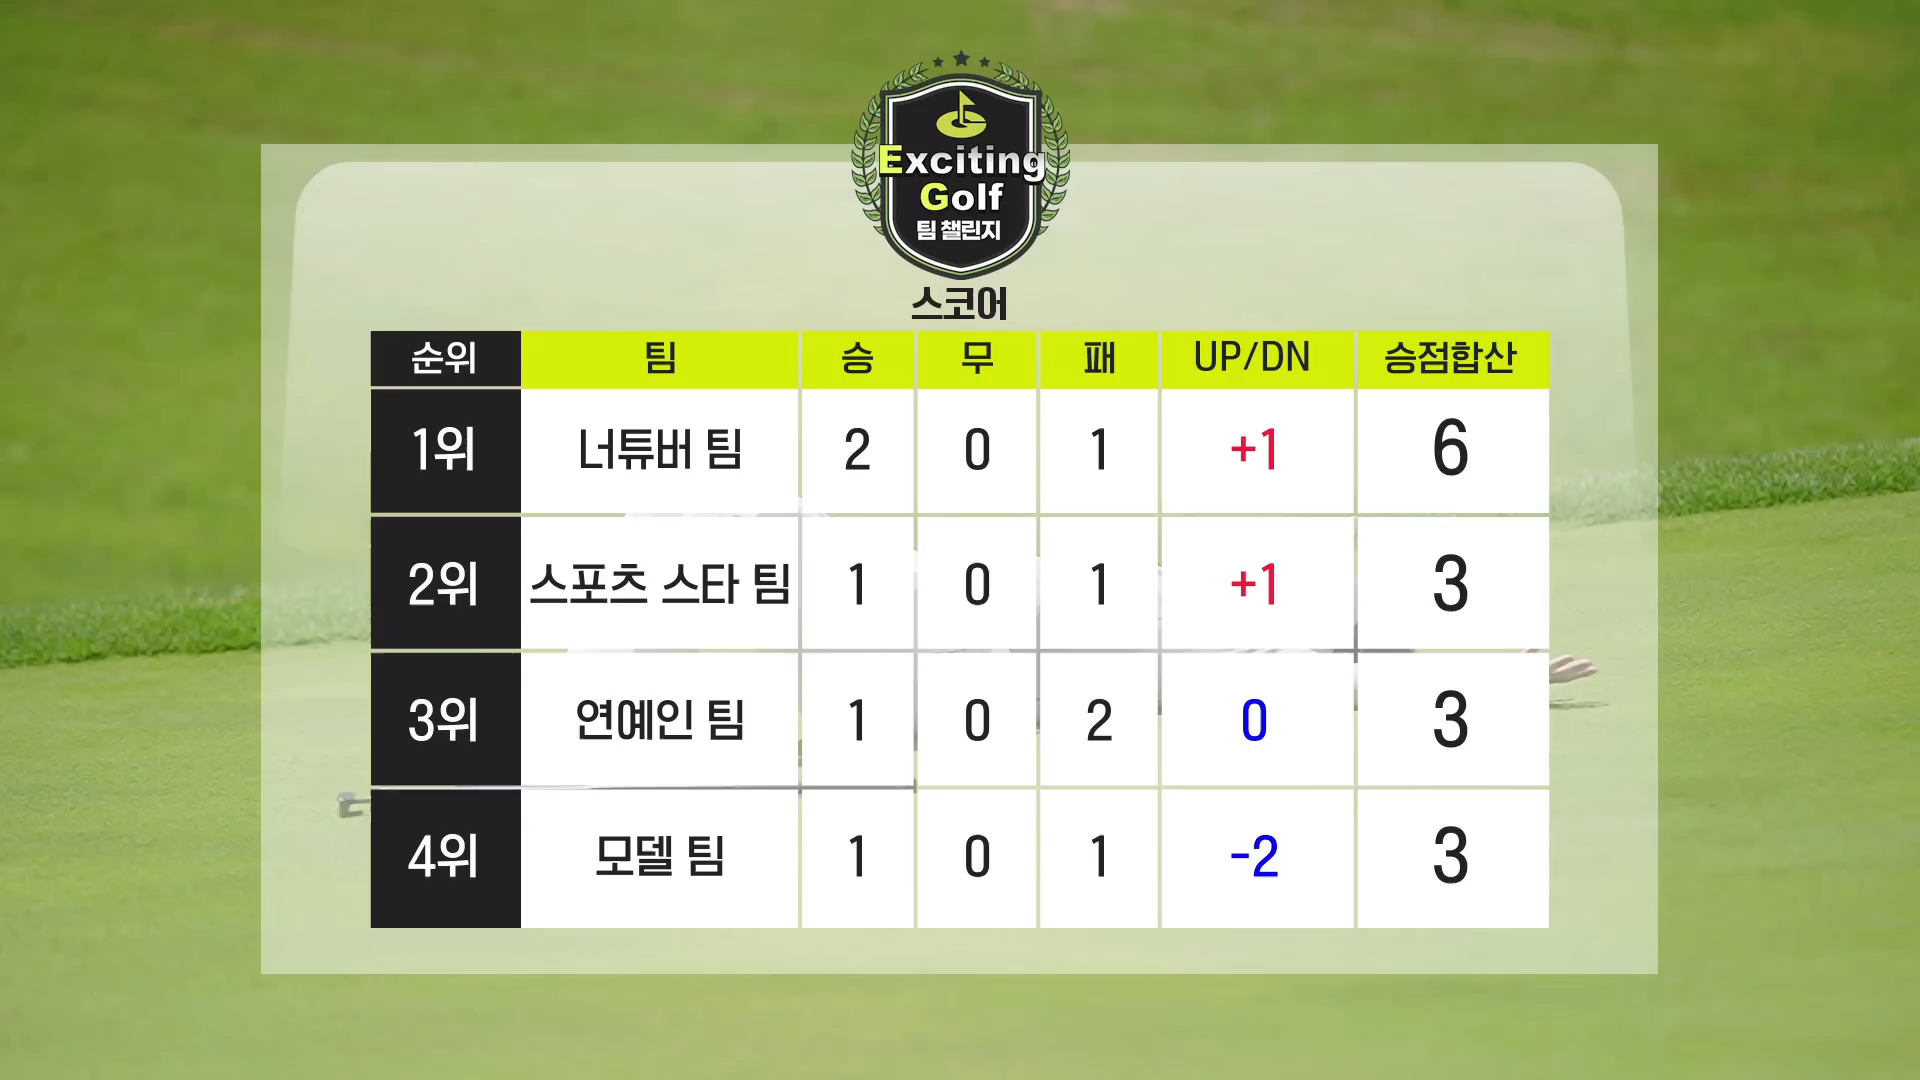 Exciting
Golf
팀 챌린지
스코어
순위 팀 승 무 패 UP/DN 승점합산
1위 너튜버 팀 2 0 1 +1 6
2위 스포츠 스타 팀 1 0 1 +1 3
3위 연예인 팀 1 0 2 0 3
4위 모델 팀 1 0 1 -2 3